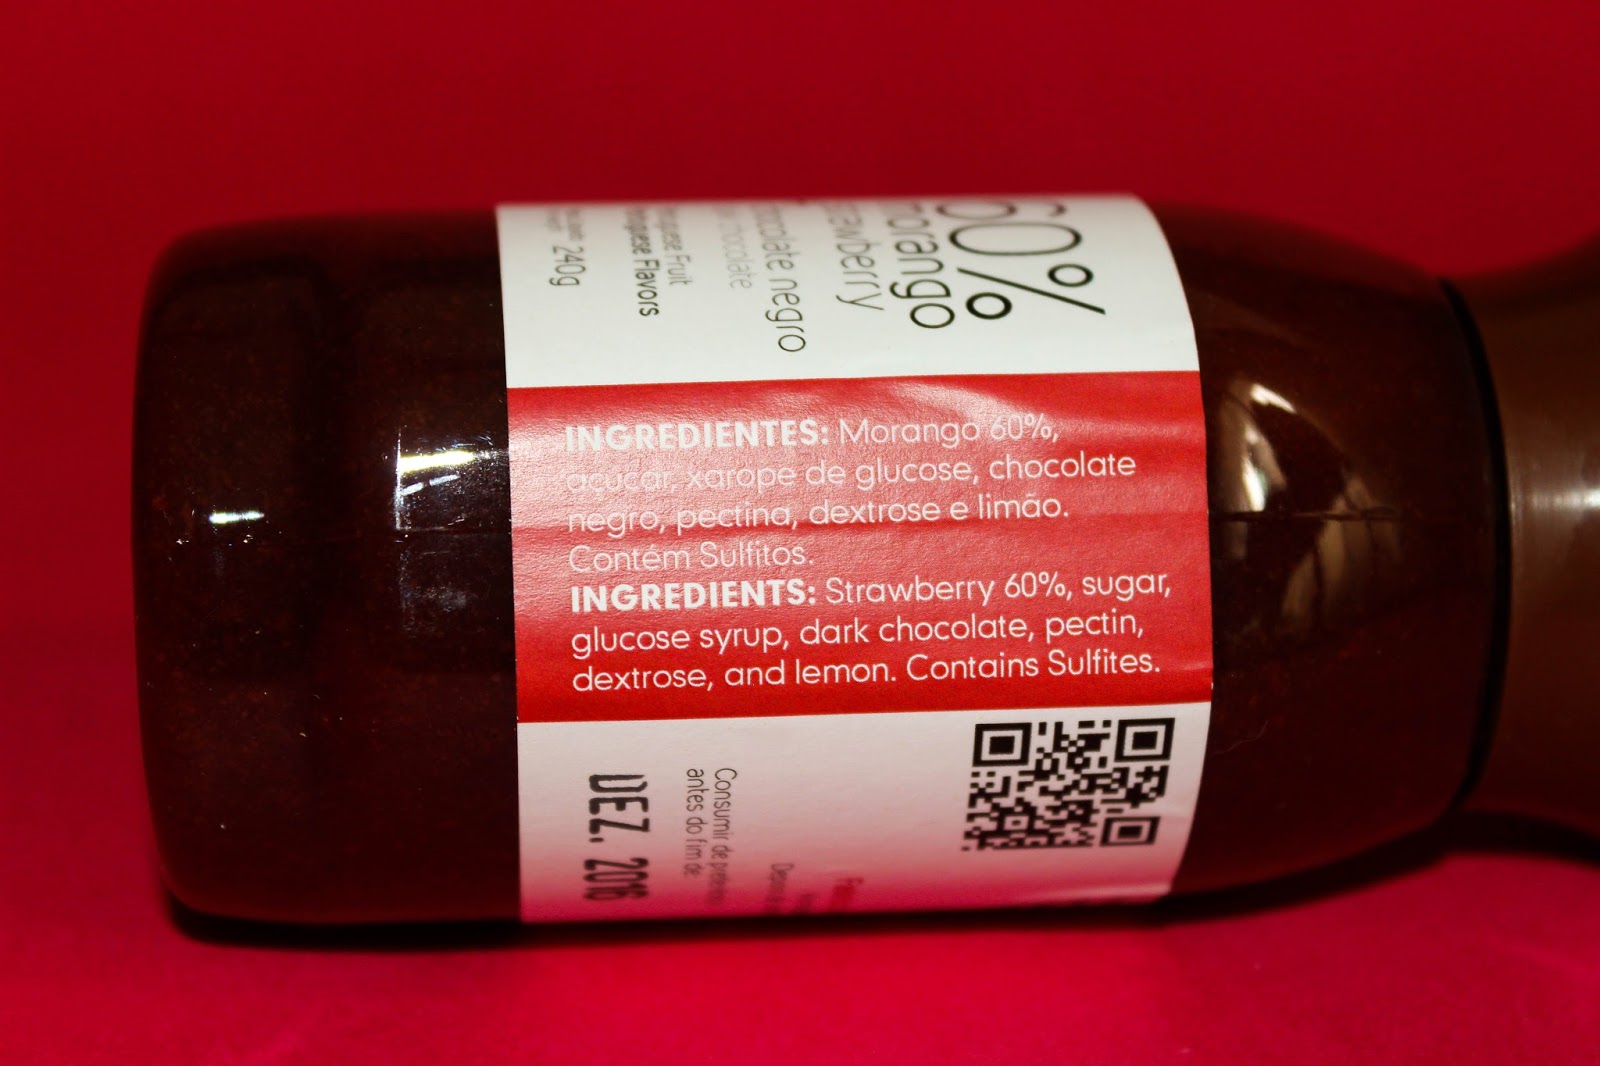 60%
morango
strawberry
chocolate negro
chocolate
Portuguese Fruit
Portuguese Flavors
240g
INGREDIENTES: Morango 60%,
açúcar, xarope de glucose, chocolate
negro, pectina, dextrose e limão.
Contém Sulfitos.
INGREDIENTS: Strawberry 60%, sugar,
glucose syrup, dark chocolate, pectin,
dextrose, and lemon. Contains Sulfites.
Consumir de preferência
antes do fim de:
DEZ. 2016